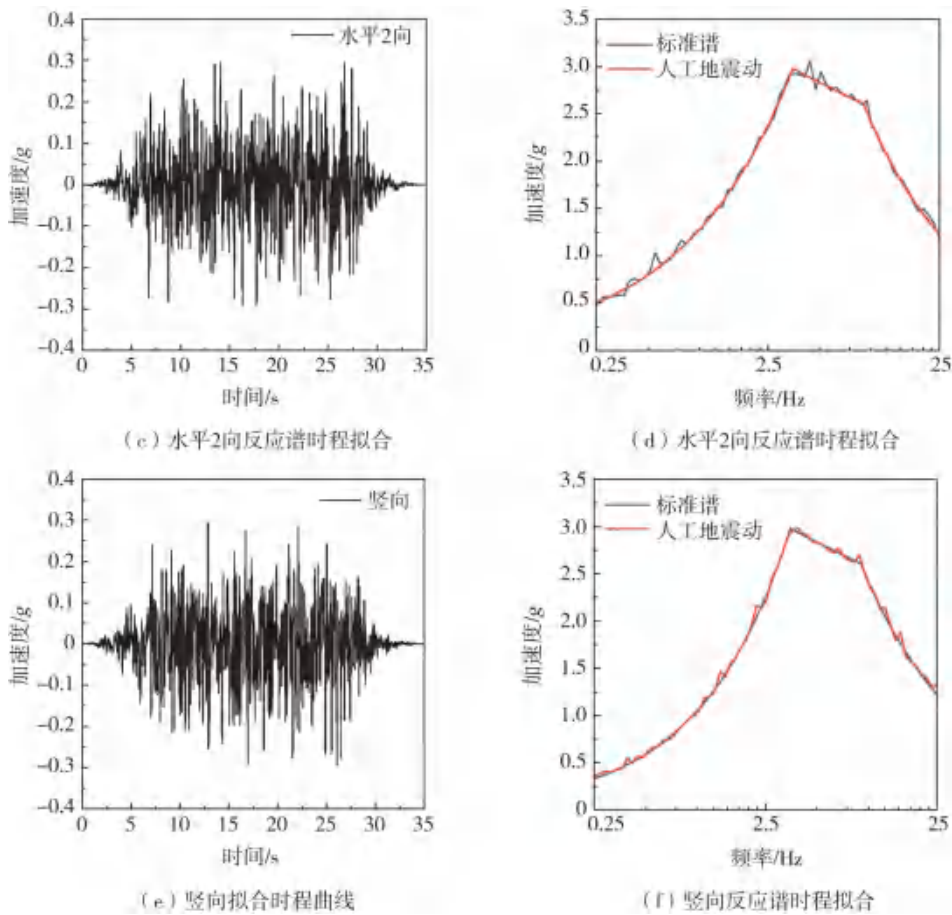 0.4
0.3
0.2
0.1
0
–0.1
–0.2
–0.3
–0.4
加速度/g
水平2向
0 5 10 15 20 25 30 35
时间/s
（c）水平2向反应谱时程拟合
3.5
3.0
2.5
2.0
1.5
1.0
0.5
0
加速度/g
标准谱
人工地震动
0.25 2.5 25
频率/Hz
（d）水平2向反应谱时程拟合
0.4
0.3
0.2
0.1
0
–0.1
–0.2
–0.3
–0.4
加速度/g
竖向
0 5 10 15 20 25 30 35
时间/s
（e）竖向拟合时程曲线
3.5
3.0
2.5
2.0
1.5
1.0
0.5
0
加速度/g
标准谱
人工地震动
0.25 2.5 25
频率/Hz
（f）竖向反应谱时程拟合